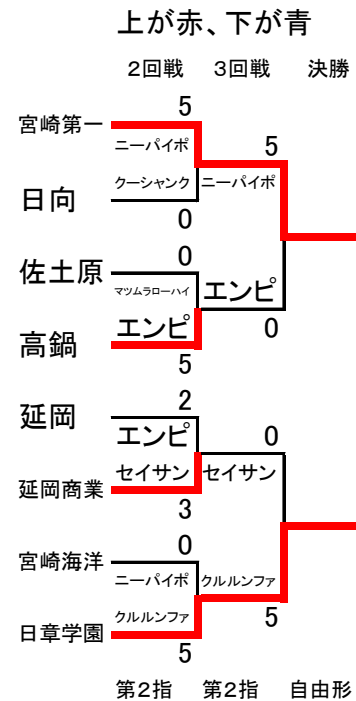 上が赤、下が青
2回戦 3回戦 決勝
5
宮崎第一
ニーパイポ
5
クーシャンク
ニーパイポ
日向
0
0
佐土原
マツムラローハイ
エンピ
エンピ
高鍋
0
5
2
延岡
エンピ
0
セイサン
セイサン
延岡商業
3
0
宮崎海洋
ニーパイポ
クルルンファ
クルルンファ
5
日章学園
5
第2指 第2指 自由形